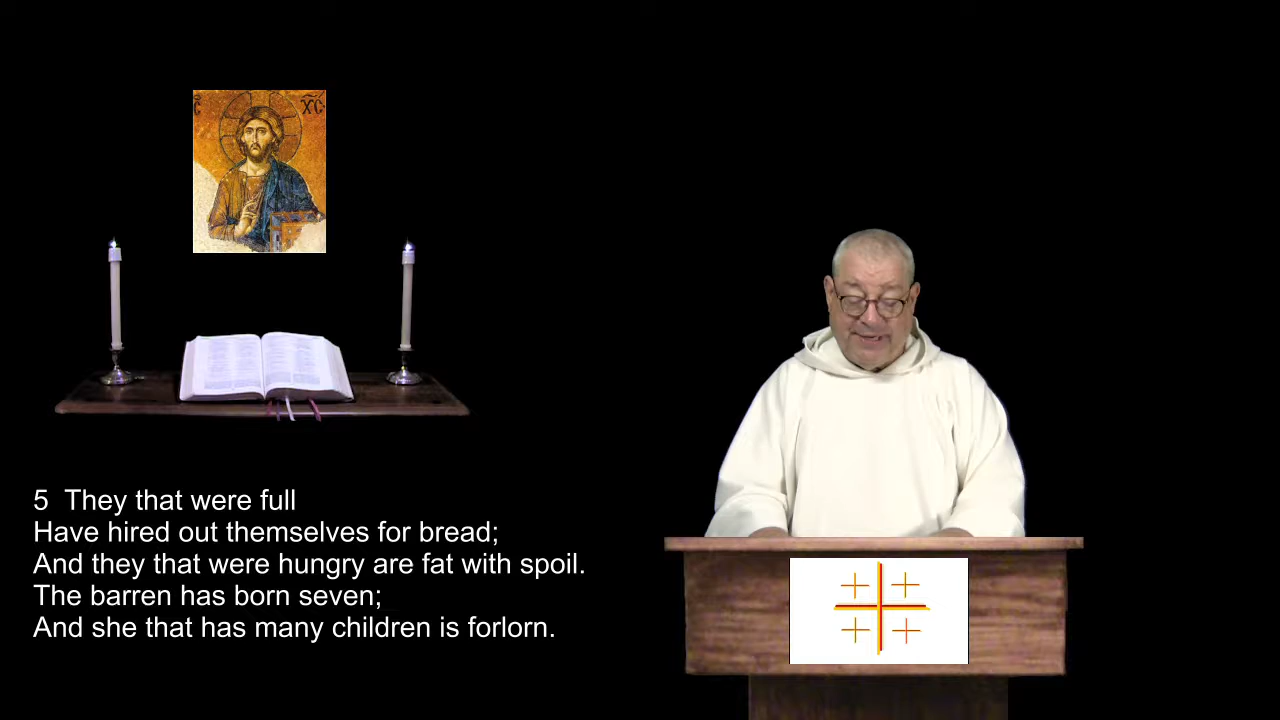 5  They that were full
Have hired out themselves for bread;
And they that were hungry are fat with spoil.
The barren has born seven;
And she that has many children is forlorn.